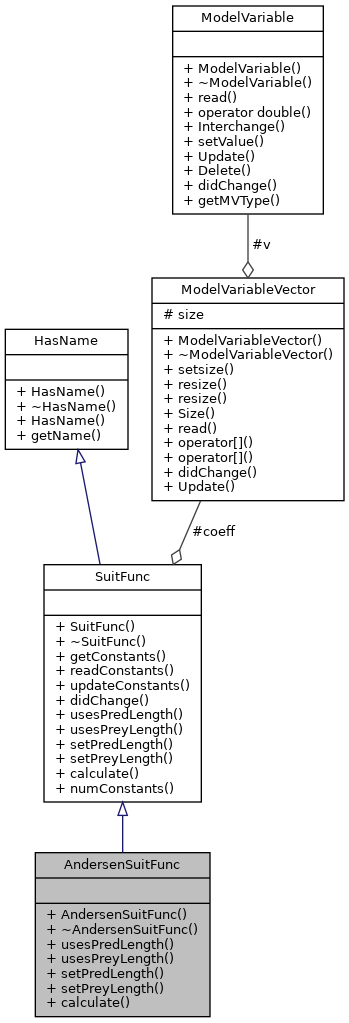 ModelVariable
+ ModelVariable()
+ ~ModelVariable()
+ read()
+ operator double()
+ Interchange()
+ setValue()
+ Update()
+ Delete()
+ didChange()
+ getMVType()
#v
ModelVariableVector
# size
+ ModelVariableVector()
+ ~ModelVariableVector()
+ setsize()
+ resize()
+ resize()
+ Size()
+ read()
+ operator[]()
+ operator[]()
+ didChange()
+ Update()
HasName
+ HasName()
+ ~HasName()
+ HasName()
+ getName()
#coeff
SuitFunc
+ SuitFunc()
+ ~SuitFunc()
+ getConstants()
+ readConstants()
+ updateConstants()
+ didChange()
+ usesPredLength()
+ usesPreyLength()
+ setPredLength()
+ setPreyLength()
+ calculate()
+ numConstants()
AndersenSuitFunc
+ AndersenSuitFunc()
+ ~AndersenSuitFunc()
+ usesPredLength()
+ usesPreyLength()
+ setPredLength()
+ setPreyLength()
+ calculate()